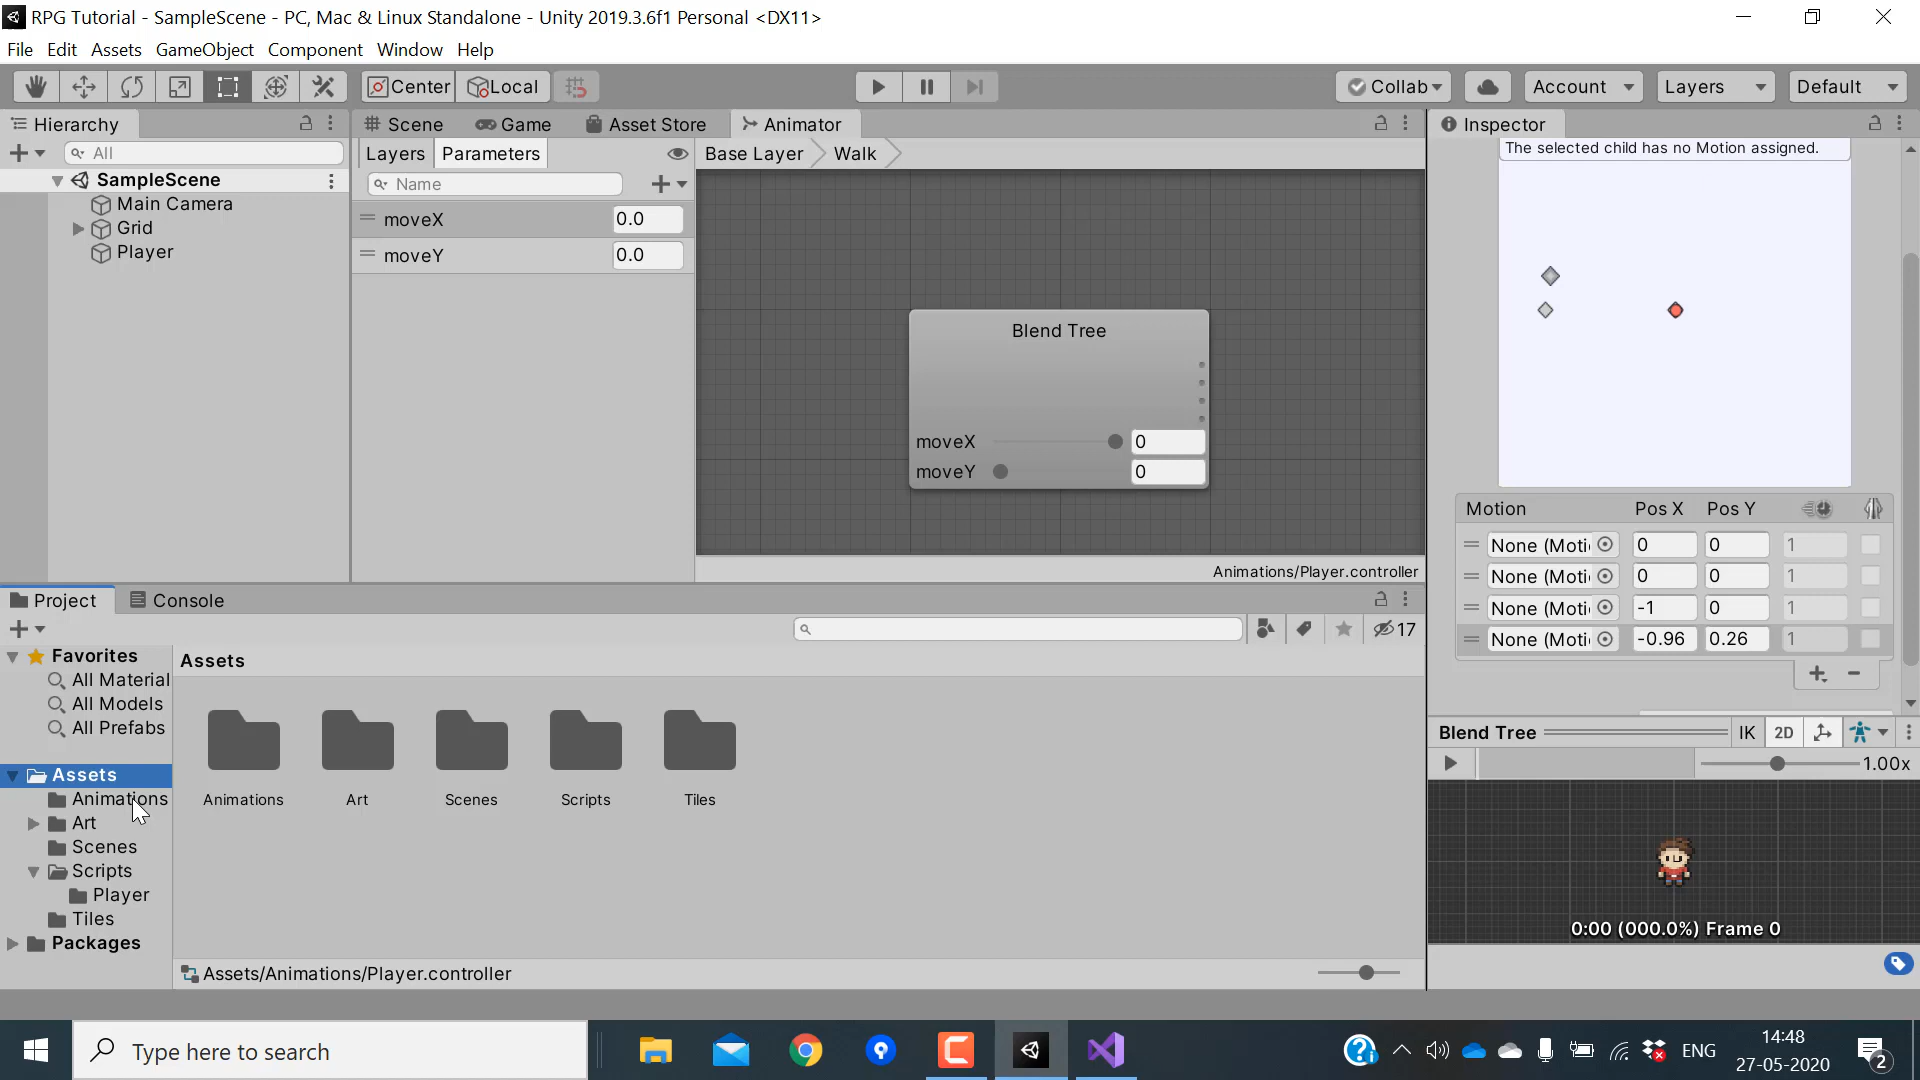 RPG Tutorial - SampleScene - PC, Mac & Linux Standalone - Unity 2019.3.6f1 Personal <DX11>
File Edit Assets GameObject Component Window Help
Center Local Collab Account Layers Default
Hierarchy
All
SampleScene
Main Camera
Grid
Player
Scene Game Asset Store Animator
Layers Parameters Base Layer Walk
Name
moveX 0.0
moveY 0.0
Blend Tree
moveX 0
moveY 0
Animations/Player.controller
Inspector
The selected child has no Motion assigned.
Motion Pos X Pos Y
None (Moti 0 0 1
None (Moti 0 0 1
None (Moti -1 0 1
None (Moti -0.96 0.26 1
Blend Tree IK 2D
1.00x
0:00 (000.0%) Frame 0
Project Console
17
Favorites
All Material
All Models
All Prefabs
Assets
Animations
Art
Scenes
Scripts
Player
Tiles
Packages
Assets
Animations Art Scenes Scripts Tiles
Assets/Animations/Player.controller
Type here to search
ENG
14:48
27-05-2020
2